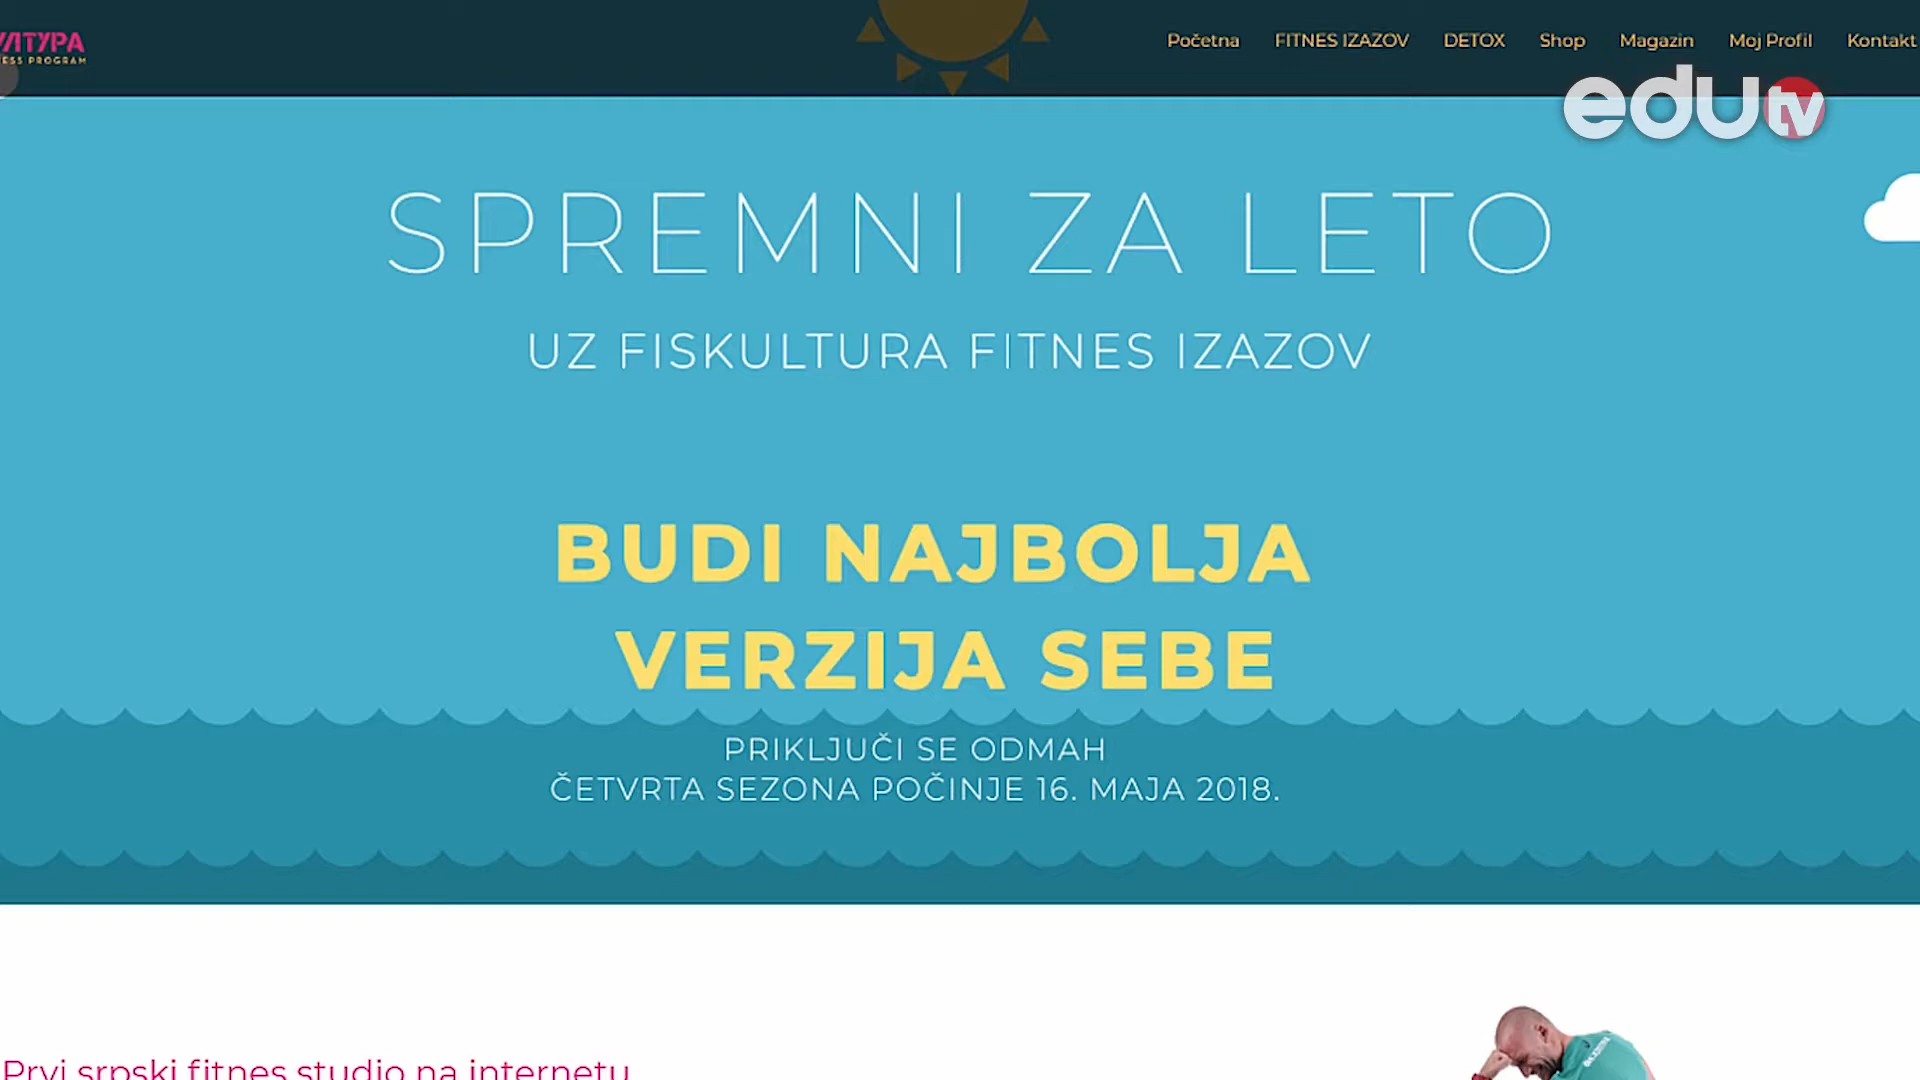 Početna FITNES IZAZOV DETOX Shop Magazin Moj Profil Kontakt
PROGRAM
edutv
SPREMNI ZA LETO
UZ FISKULTURA FITNES IZAZOV
BUDI NAJBOLJA
VERZIJA SEBE
PRIKLJUČI SE ODMAH
ČETVRTA SEZONA POČINJE 16. MAJA 2018.
Prvi srpski fitnes studio na internetu